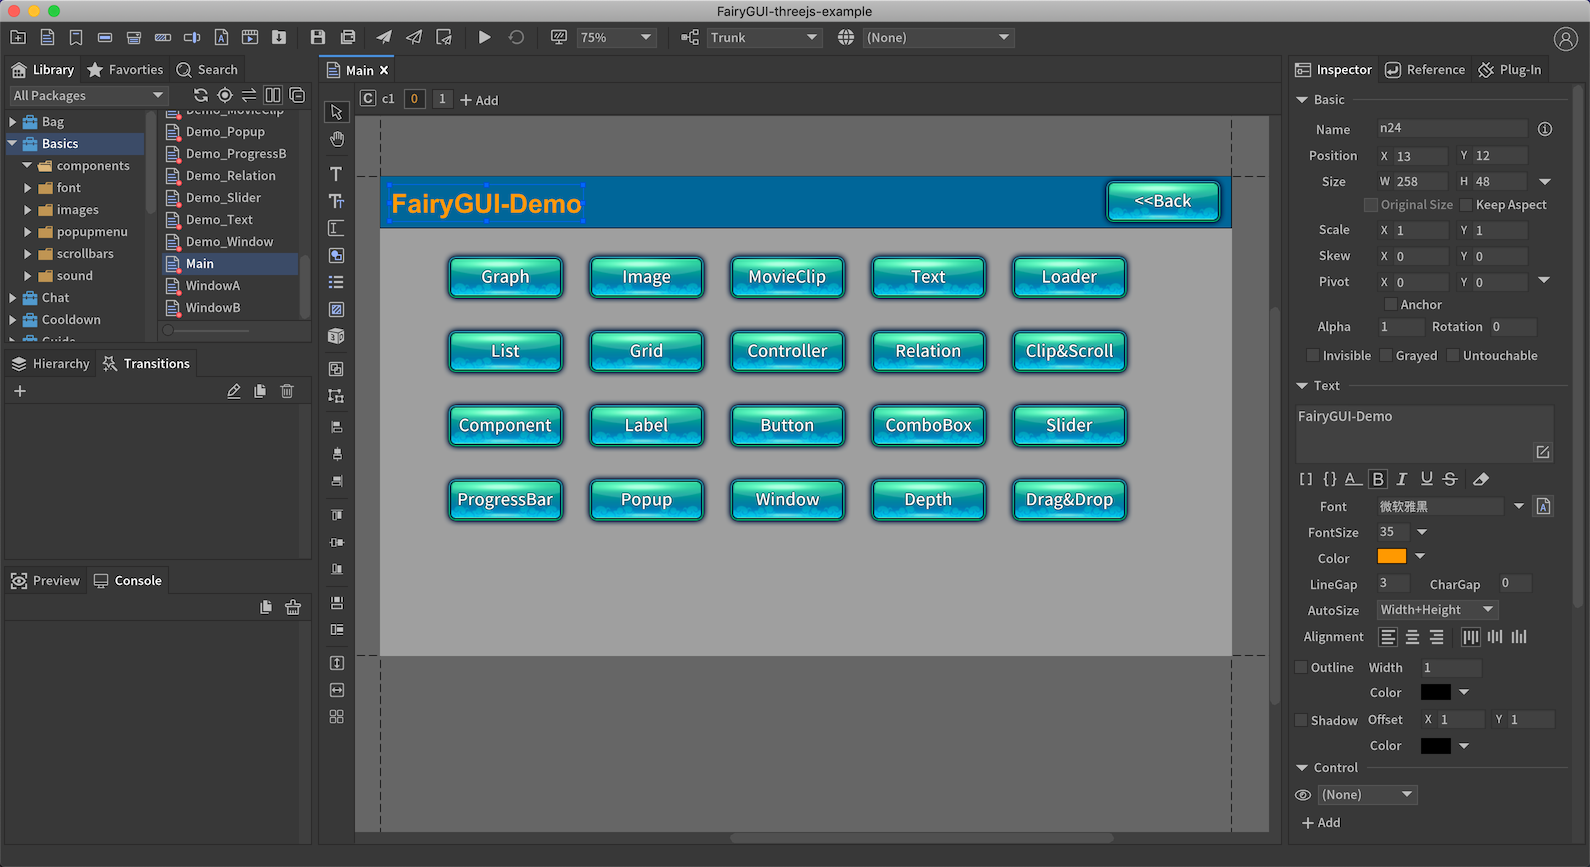 FairyGUI-threejs-example
75%
Trunk
(None)
Library
Favorties
Search
All Packages
Bag
Basics
components
font
images
popupmenu
scrollbars
sound
Chat
Cooldown
Guide
Demo_MovieClip
Demo_Popup
Demo_ProgressB
Demo_Relation
Demo_Slider
Demo_Text
Demo_Window
Main
WindowA
WindowB
Hierarchy
Transitions
Preview
Console
Main
C c1 0 1 + Add
FairyGUI-Demo
<<Back
Graph
Image
MovieClip
Text
Loader
List
Grid
Controller
Relation
Clip&Scroll
Component
Label
Button
ComboBox
Slider
ProgressBar
Popup
Window
Depth
Drag&Drop
Inspector
Reference
Plug-In
Basic
Name n24
Position X 13 Y 12
Size W 258 H 48
Original Size Keep Aspect
Scale X 1 Y 1
Skew X 0 Y 0
Pivot X 0 Y 0
Anchor
Alpha 1 Rotation 0
Invisible Grayed Untouchable
Text
FairyGUI-Demo
[] {} A B I U S
Font 微软雅黑
FontSize 35
Color
LineGap 3 CharGap 0
AutoSize Width+Height
Alignment
Outline Width 1
Color
Shadow Offset X 1 Y 1
Color
Control
(None)
+ Add